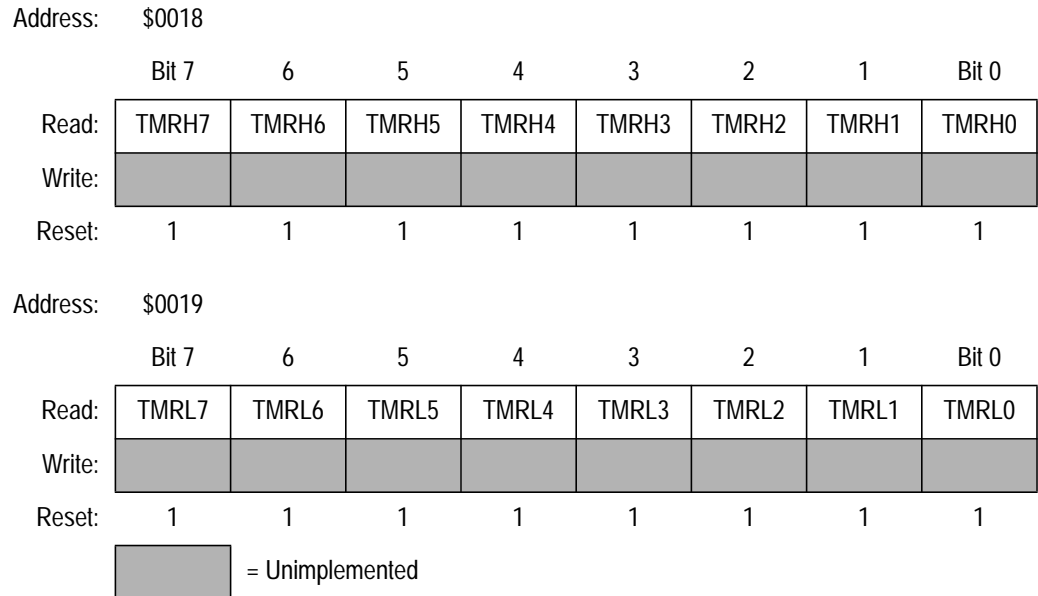 Address: $0018
Bit 7 6 5 4 3 2 1 Bit 0
Read: TMRH7 TMRH6 TMRH5 TMRH4 TMRH3 TMRH2 TMRH1 TMRH0
Write:
Reset: 1 1 1 1 1 1 1 1
Address: $0019
Bit 7 6 5 4 3 2 1 Bit 0
Read: TMRL7 TMRL6 TMRL5 TMRL4 TMRL3 TMRL2 TMRL1 TMRL0
Write:
Reset: 1 1 1 1 1 1 1 1
= Unimplemented